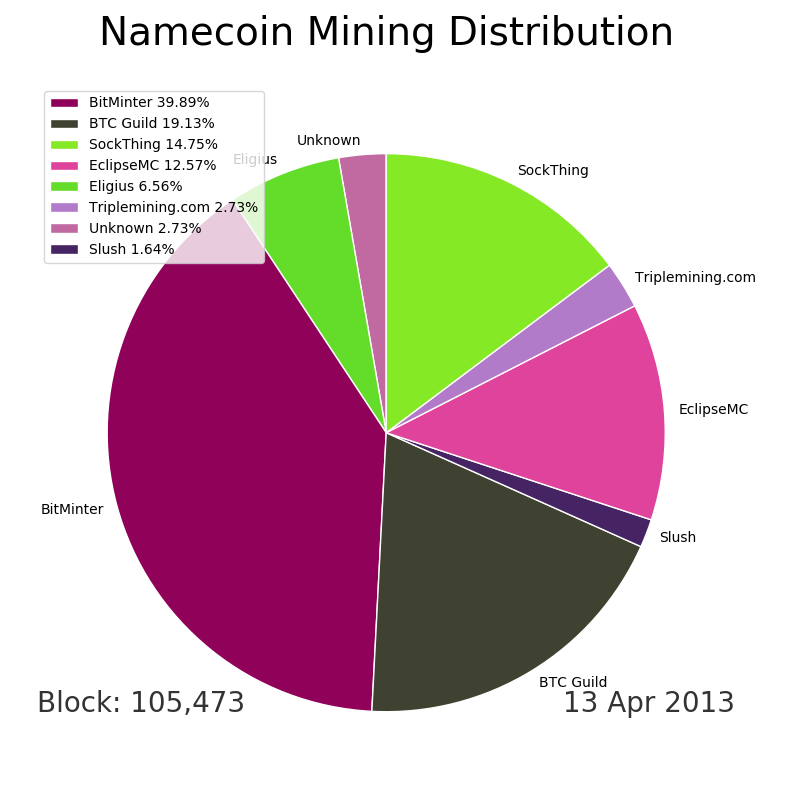 Namecoin Mining Distribution
BitMinter 39.89%
BTC Guild 19.13%
SockThing 14.75%
EclipseMC 12.57%
Eligius 6.56%
Triplemining.com 2.73%
Unknown 2.73%
Slush 1.64%
Eligius
Unknown
SockThing
Triplemining.com
EclipseMC
BitMinter
Slush
BTC Guild
Block: 105,473
13 Apr 2013